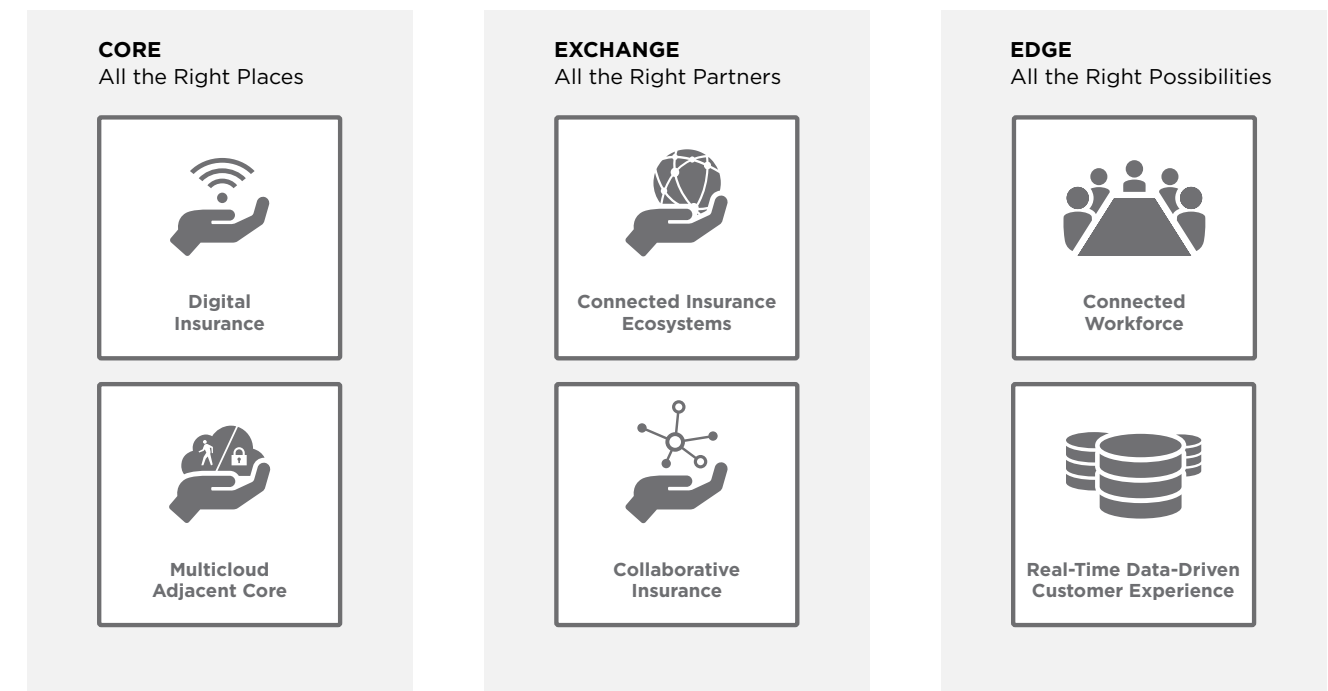 CORE
All the Right Places
Digital
Insurance
Multicloud
Adjacent Core
EXCHANGE
All the Right Partners
Connected Insurance
Ecosystems
Collaborative
Insurance
EDGE
All the Right Possibilities
Connected
Workforce
Real-Time Data-Driven
Customer Experience